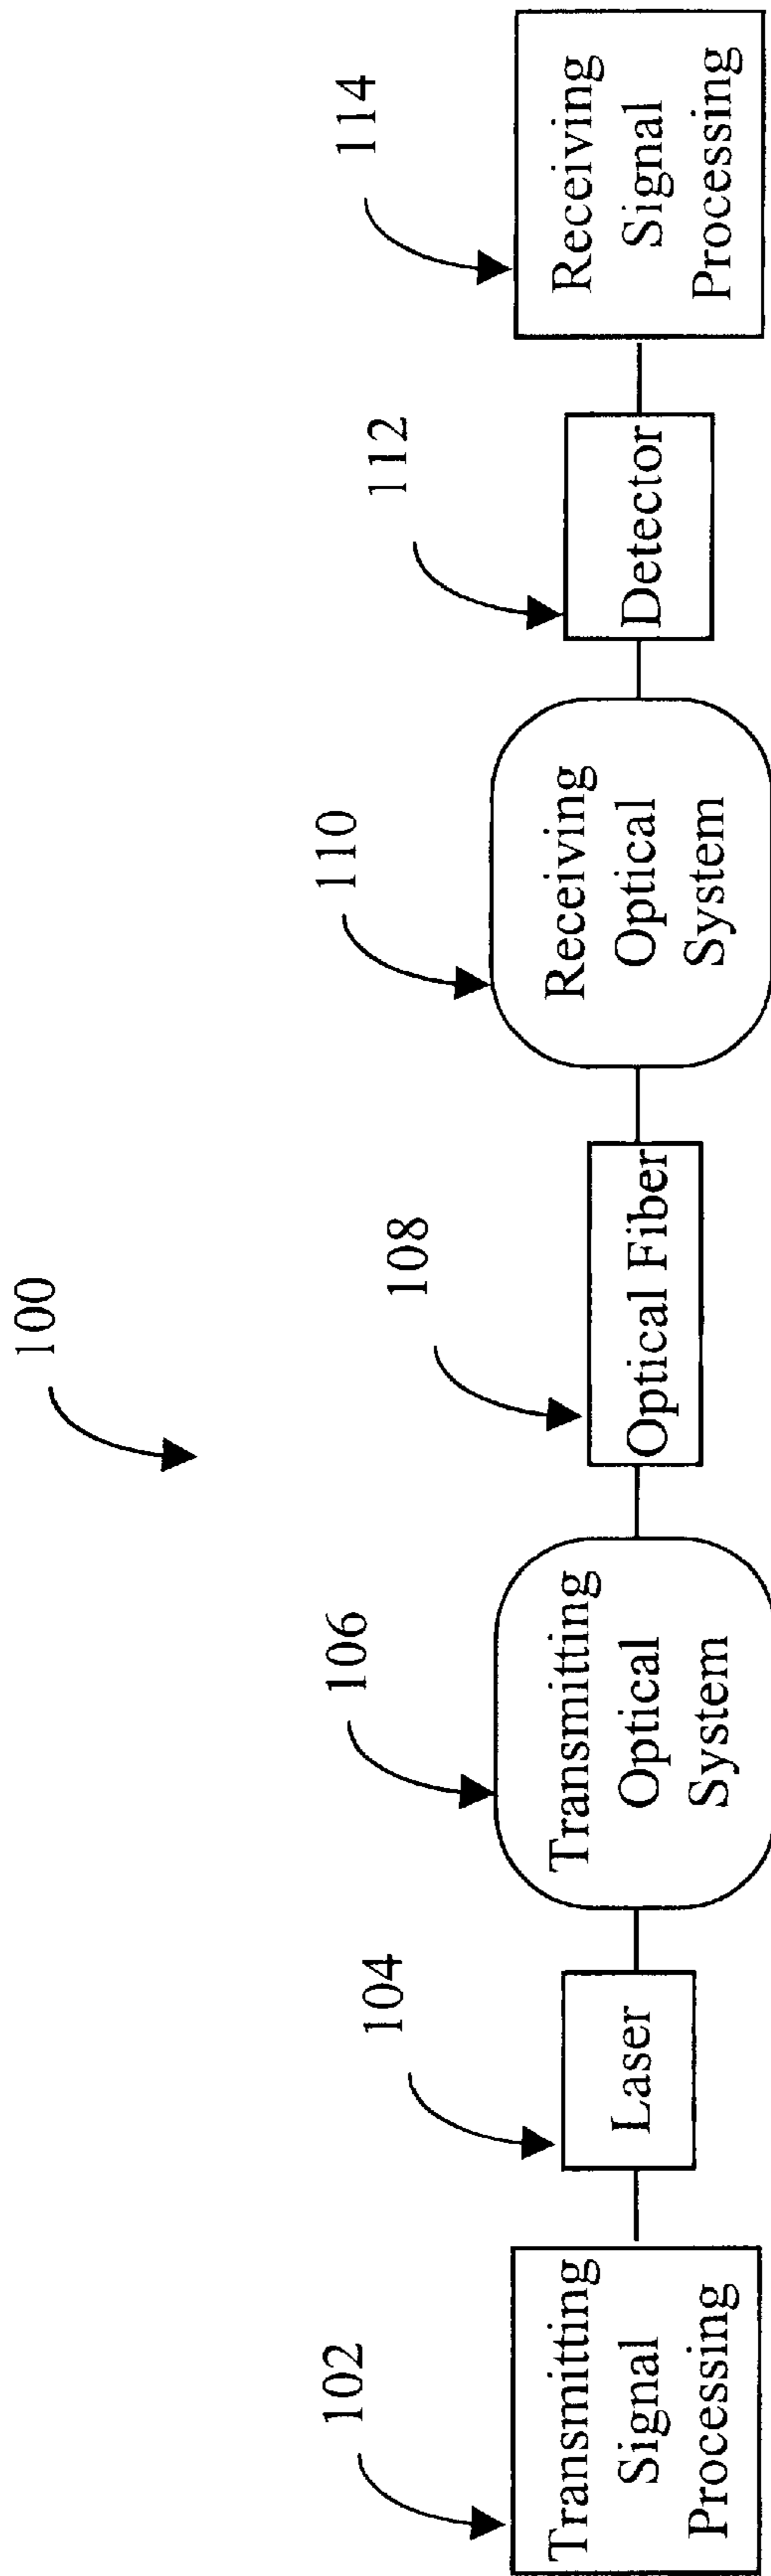 100
102
Transmitting
Signal
Processing
104
Laser
106
Transmitting
Optical
System
108
Optical Fiber
110
Receiving
Optical
System
112
Detector
114
Receiving
Signal
Processing